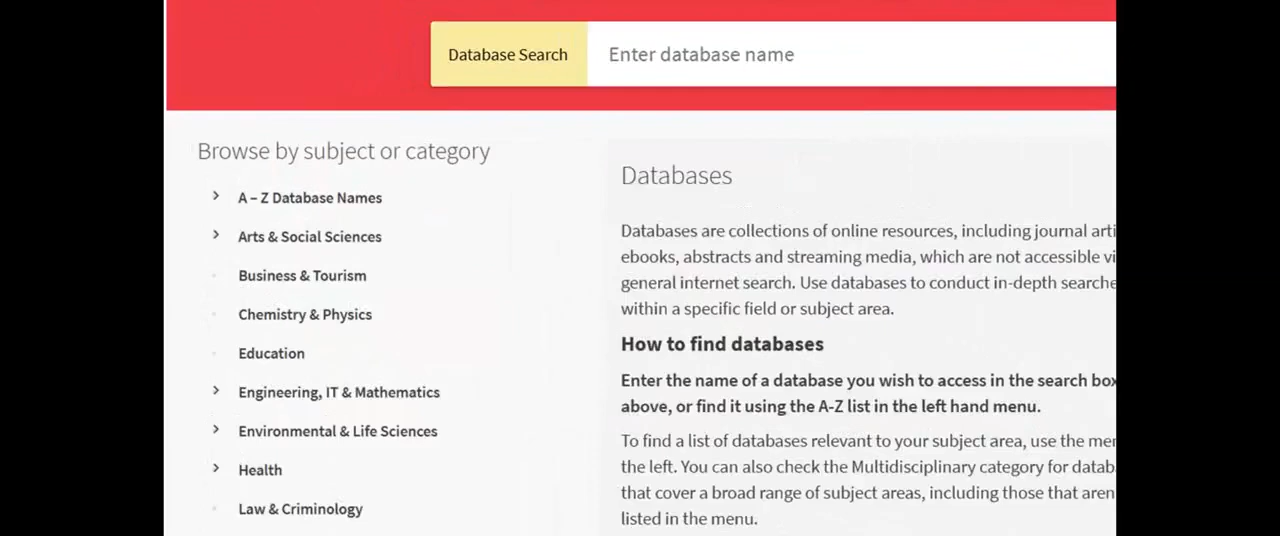 Database Search
Enter database name
Browse by subject or category
A – Z Database Names
Arts & Social Sciences
Business & Tourism
Chemistry & Physics
Education
Engineering, IT & Mathematics
Environmental & Life Sciences
Health
Law & Criminology
Databases
Databases are collections of online resources, including journal arti
ebooks, abstracts and streaming media, which are not accessible vi
general internet search. Use databases to conduct in-depth searche
within a specific field or subject area.
How to find databases
Enter the name of a database you wish to access in the search box
above, or find it using the A-Z list in the left hand menu.
To find a list of databases relevant to your subject area, use the me
the left. You can also check the Multidisciplinary category for datab
that cover a broad range of subject areas, including those that aren
listed in the menu.